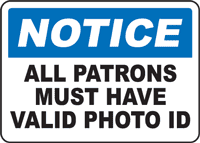 NOTICE
ALL PATRONS
MUST HAVE
VALID PHOTO ID